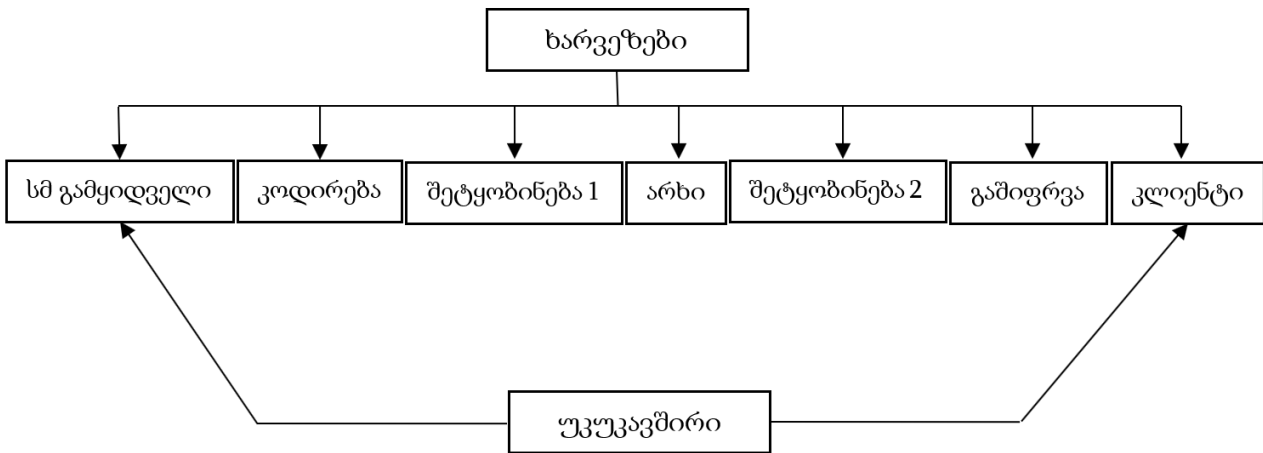 ხარვეზები
სმ გამყიდველი
კოდირება
შეტყობინება 1
არხი
შეტყობინება 2
გაშიფრვა
კლიენტი
უკუკავშირი